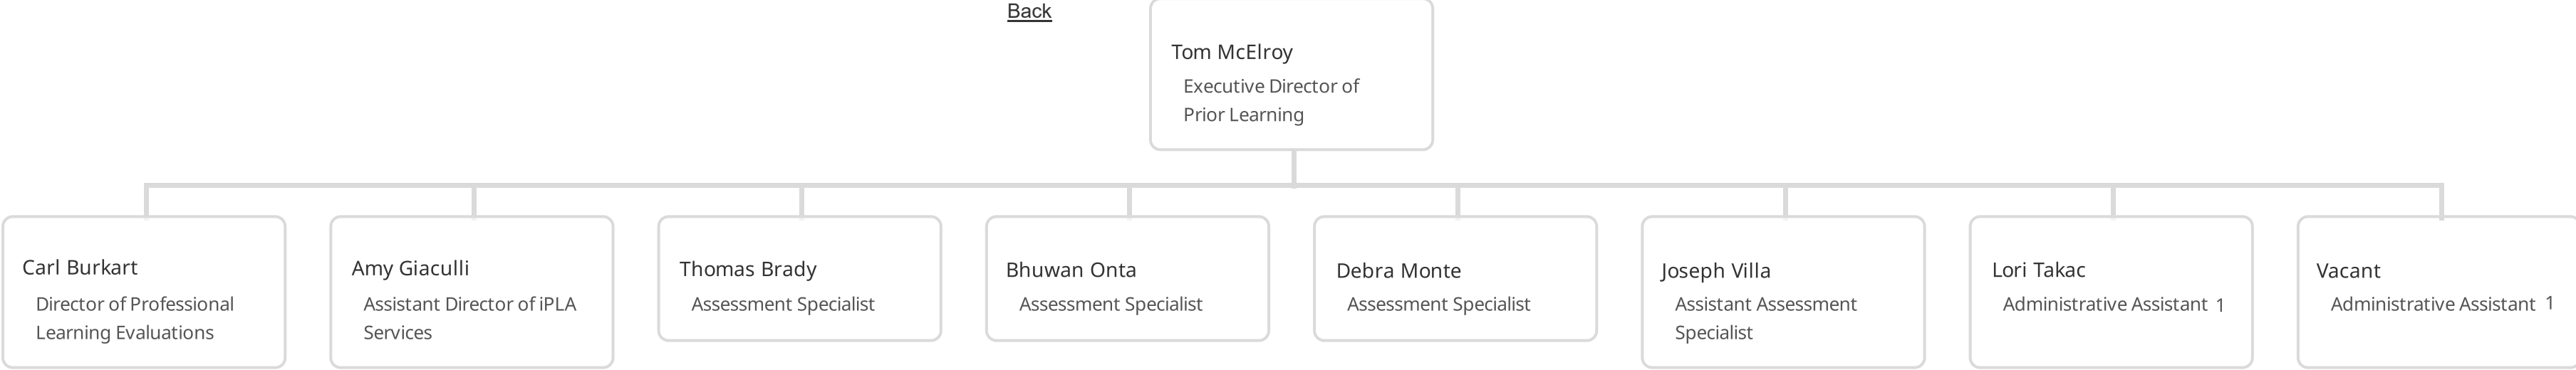 Back
Tom McElroy
Executive Director of
Prior Learning
Carl Burkart
Director of Professional
Learning Evaluations
Amy Giaculli
Assistant Director of iPLA
Services
Thomas Brady
Assessment Specialist
Bhuwan Onta
Assessment Specialist
Debra Monte
Assessment Specialist
Joseph Villa
Assistant Assessment
Specialist
Lori Takac
Administrative Assistant 1
Vacant
Administrative Assistant 1